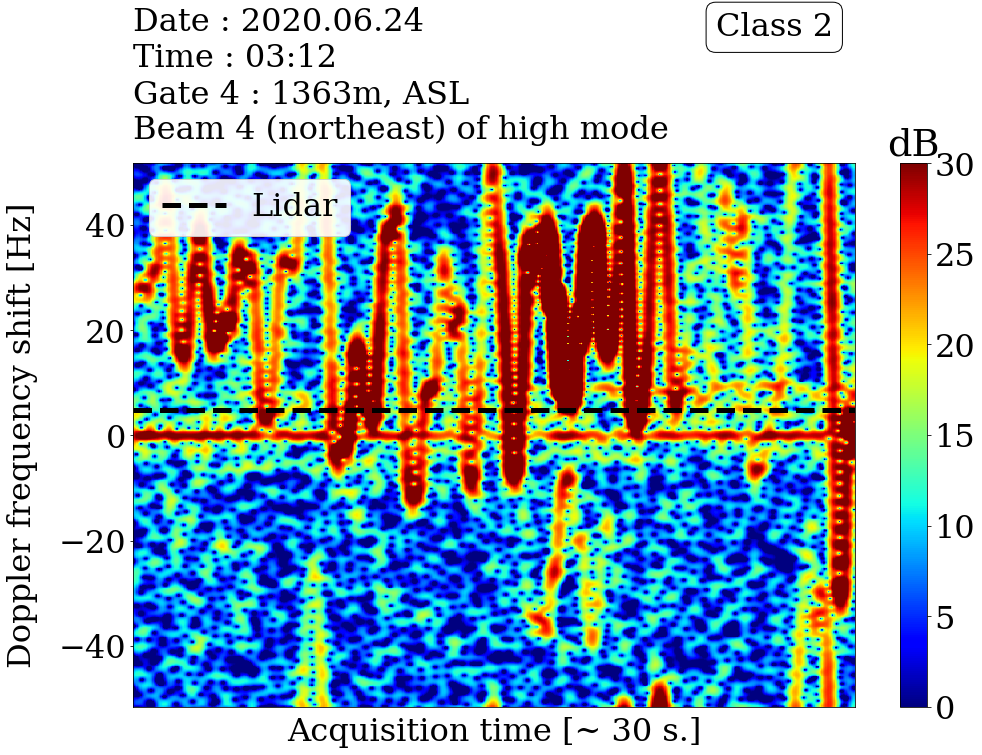 Date : 2020.06.24
Time : 03:12
Gate 4 : 1363m, ASL
Beam 4 (northeast) of high mode
Class 2
dB
Lidar
Doppler frequency shift [Hz]
40
20
0
−20
−40
30
25
20
15
10
5
0
Acquisition time [~ 30 s.]